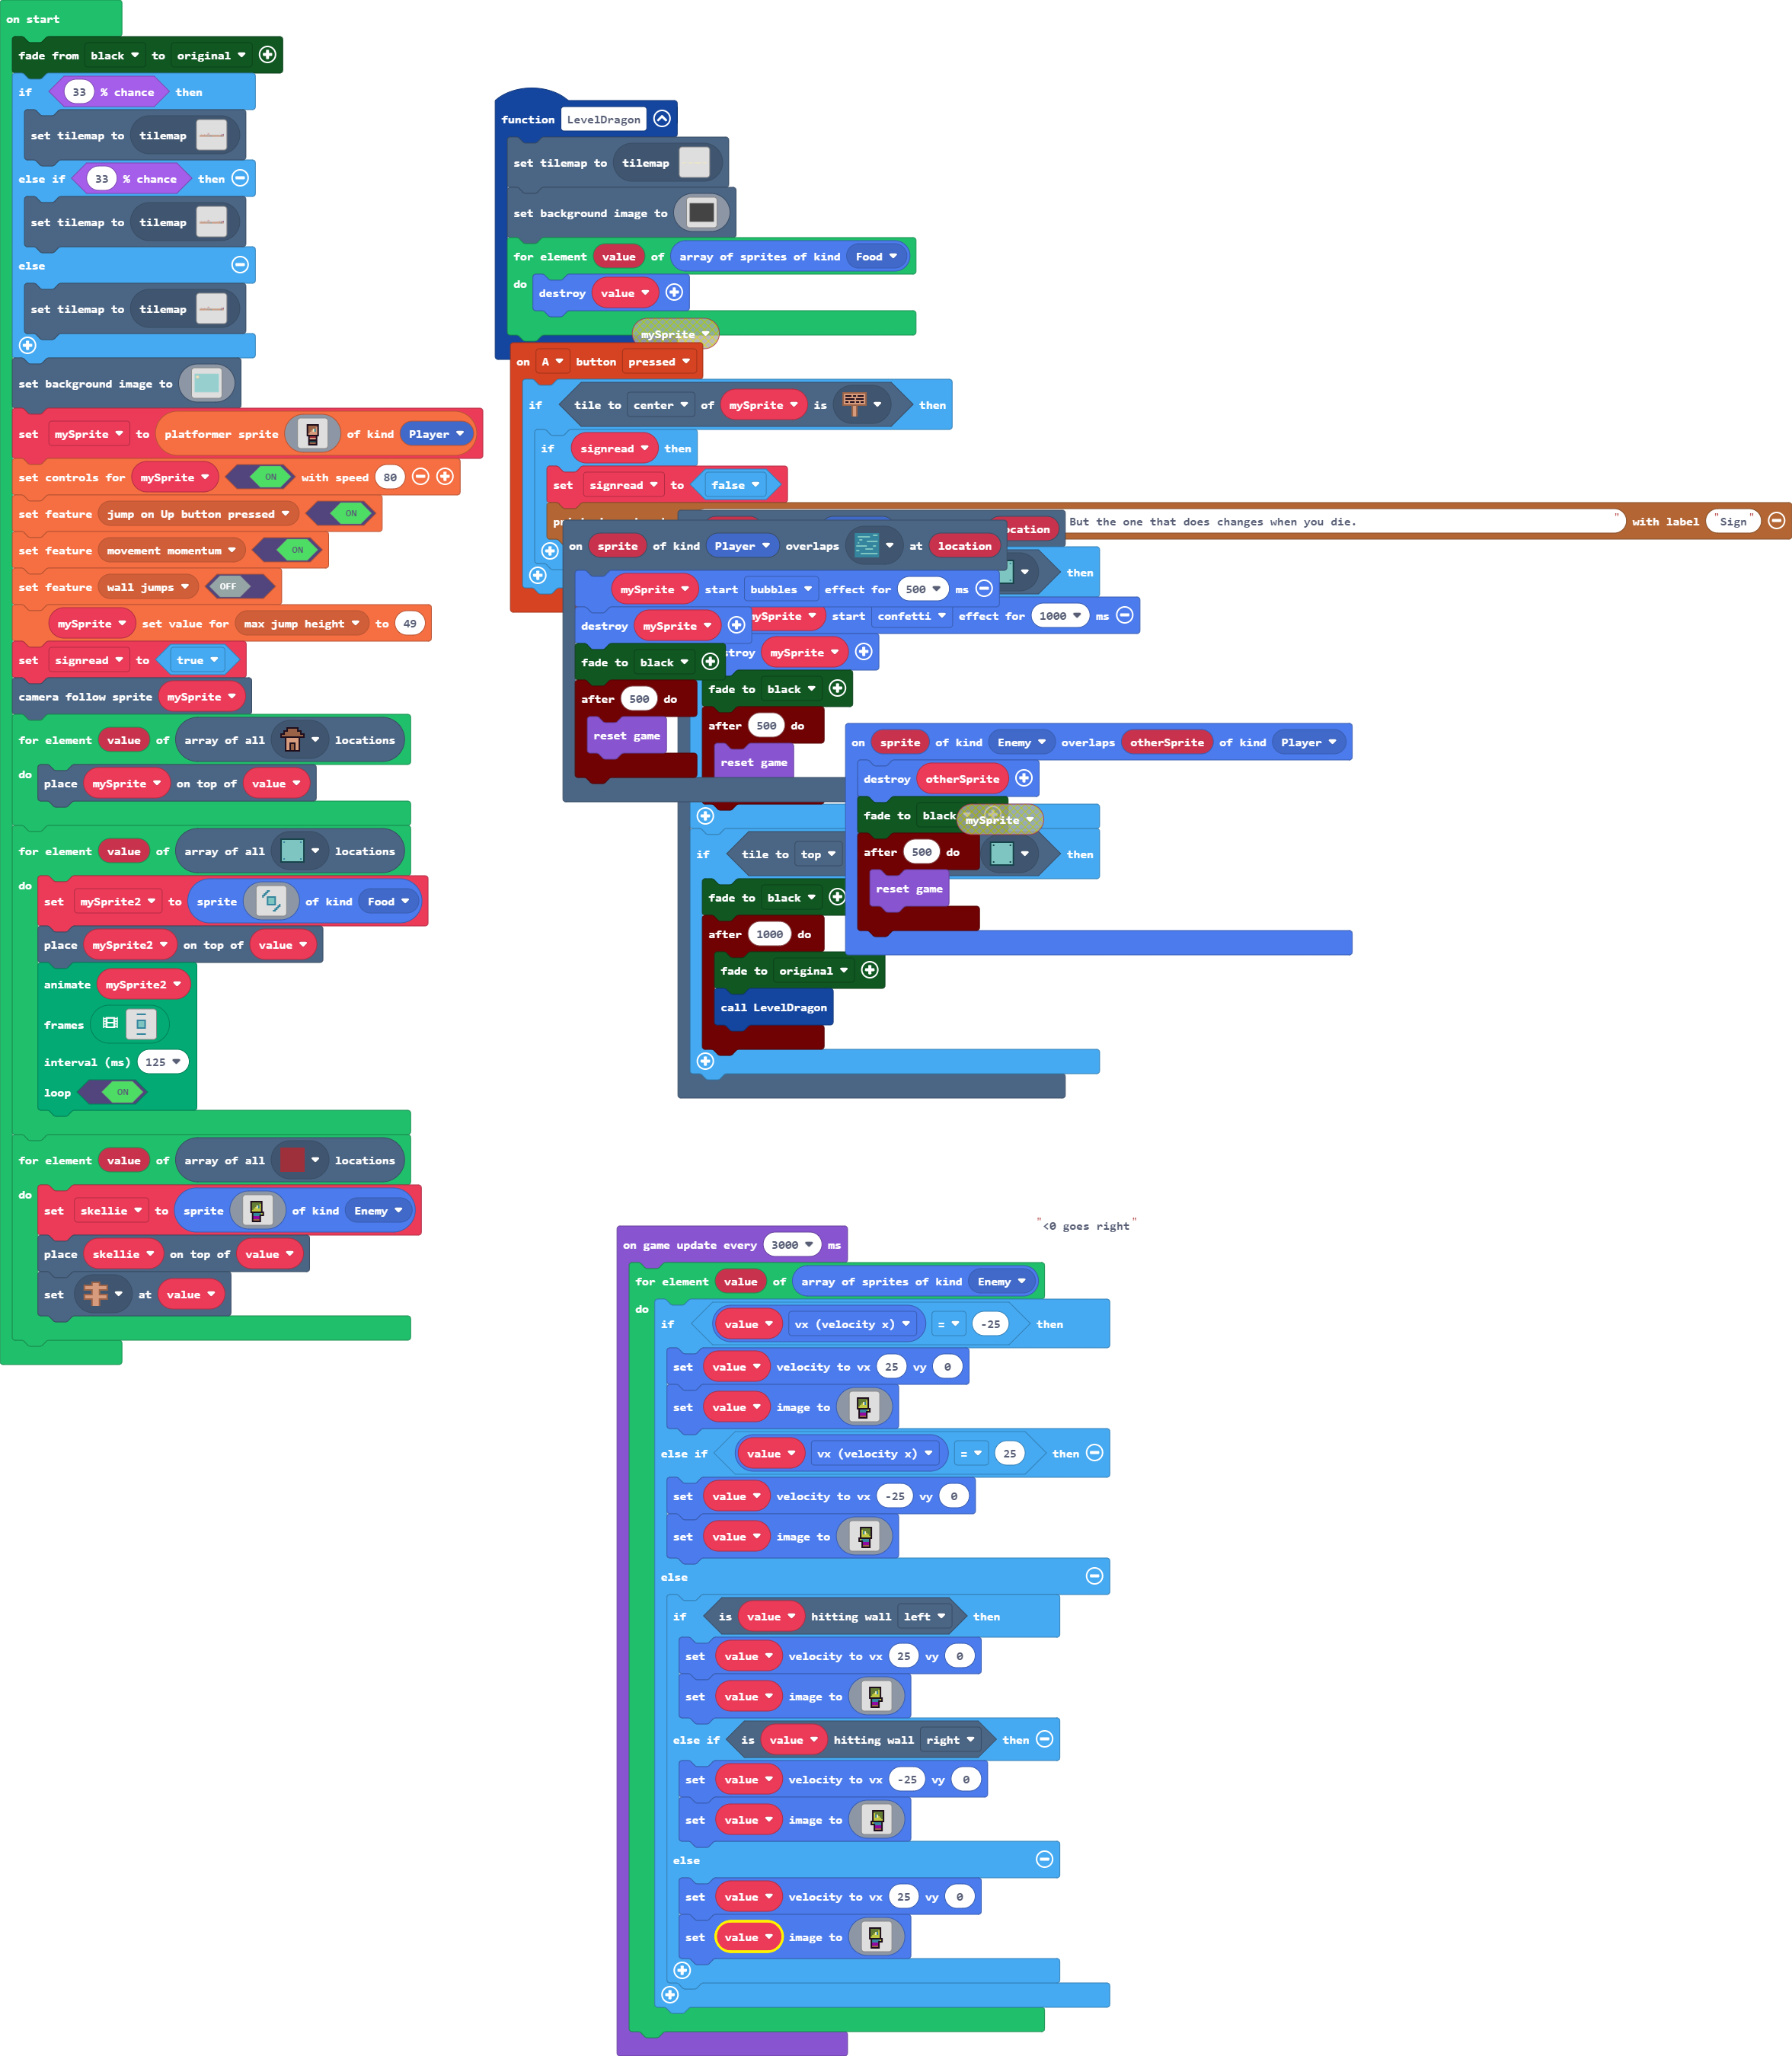 on start
fade from black to original
if 33 % chance then
set tilemap to tilemap
else if 33 % chance then
set tilemap to tilemap
else
set tilemap to tilemap
set background image to
set mySprite to platformer sprite of kind Player
set controls for mySprite ON with speed 80
set feature jump on Up button pressed ON
set feature movement momentum ON
set feature wall jumps OFF
mySprite set value for max jump height to 49
set signread to true
camera follow sprite mySprite
for element value of array of all locations
do
place mySprite on top of value
for element value of array of all locations
do
set mySprite2 to sprite of kind Food
place mySprite2 on top of value
animate mySprite2
frames
interval (ms) 125
loop ON
for element value of array of all locations
do
set skellie to sprite of kind Enemy
place skellie on top of value
set at value
function LevelDragon
set tilemap to tilemap
set background image to
for element value of array of sprites of kind Food
do
destroy value
mySprite
on A button pressed
if tile to center of mySprite is then
if signread then
set signread to false
But the one that does changes when you die. " with label "Sign"
on sprite of kind Player overlaps at location
mySprite start bubbles effect for 500 ms
destroy mySprite
fade to black
after 500 do
reset game
location
then
mySprite start confetti effect for 1000 ms
destroy mySprite
fade to black
after 500 do
reset game
if tile to top then
fade to black
after 1000 do
fade to original
call LevelDragon
on sprite of kind Enemy overlaps otherSprite of kind Player
destroy otherSprite
fade to black
mySprite
after 500 do
reset game
"<0 goes right"
on game update every 3000 ms
for element value of array of sprites of kind Enemy
do
if value vx (velocity x) = -25 then
set value velocity to vx 25 vy 0
set value image to
else if value vx (velocity x) = 25 then
set value velocity to vx -25 vy 0
set value image to
else
if is value hitting wall left then
set value velocity to vx 25 vy 0
set value image to
else if is value hitting wall right then
set value velocity to vx -25 vy 0
set value image to
else
set value velocity to vx 25 vy 0
set value image to